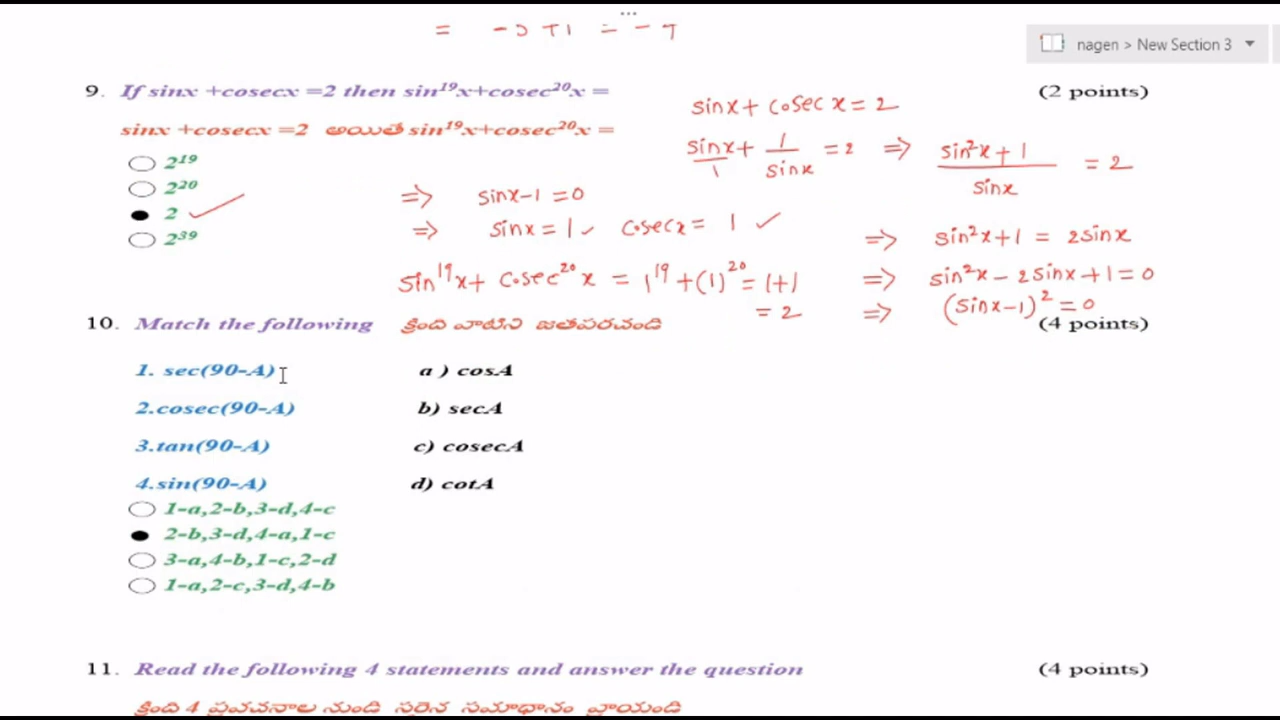 nagen > New Section 3
9. If sinx +cosecx =2 then sin¹⁹x+cosec²⁰x = (2 points)
sinx +cosecx =2 అయితే sin¹⁹x+cosec²⁰x =
2¹⁹
2²⁰
2 ✓
2³⁹
sinx + cosec x = 2
sinx/1 + 1/sinx = 2 ⇒ (sin²x + 1)/sinx = 2
⇒ sin²x + 1 = 2sinx
⇒ sin²x - 2sinx + 1 = 0
⇒ (sinx - 1)² = 0
⇒ sinx - 1 = 0
⇒ sinx = 1 ✓ cosecx = 1 ✓
sin¹⁹x + cosec²⁰x = 1¹⁹ + (1)²⁰ = 1+1
= 2
10. Match the following క్రింది వాటిని జతపరచండి (4 points)
1. sec(90-A) a ) cosA
2.cosec(90-A) b) secA
3.tan(90-A) c) cosecA
4.sin(90-A) d) cotA
1-a,2-b,3-d,4-c
2-b,3-d,4-a,1-c
3-a,4-b,1-c,2-d
1-a,2-c,3-d,4-b
11. Read the following 4 statements and answer the question (4 points)
క్రింది 4 ప్రవచనాల నుండి సరైన సమాధానం వ్రాయండి